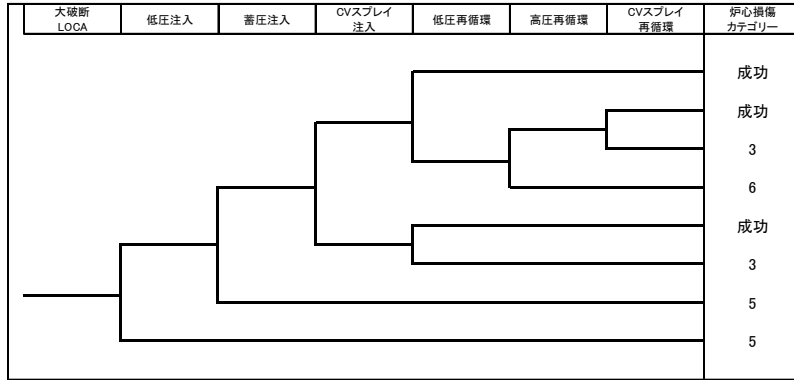 大破断
LOCA
低圧注入
蓄圧注入
CVスプレイ
注入
低圧再循環
高圧再循環
CVスプレイ
再循環
炉心損傷
カテゴリー
成功
成功
3
6
成功
3
5
5